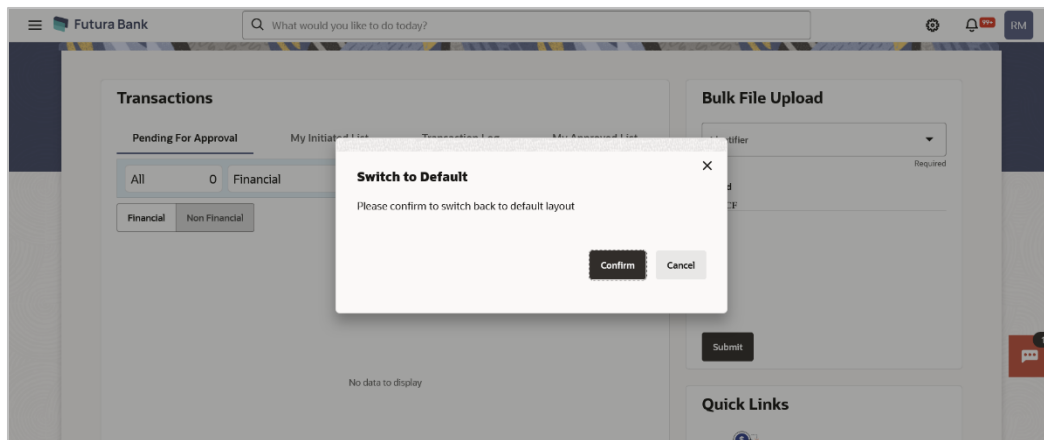 Futura Bank
What would you like to do today?
RM
Transactions
Bulk File Upload
Pending For Approval
My Initiated List
Transaction Log
My Approved List
Required
All 0 Financial
Financial Non Financial
Switch to Default
Please confirm to switch back to default layout
Confirm Cancel
Submit
No data to display
Quick Links